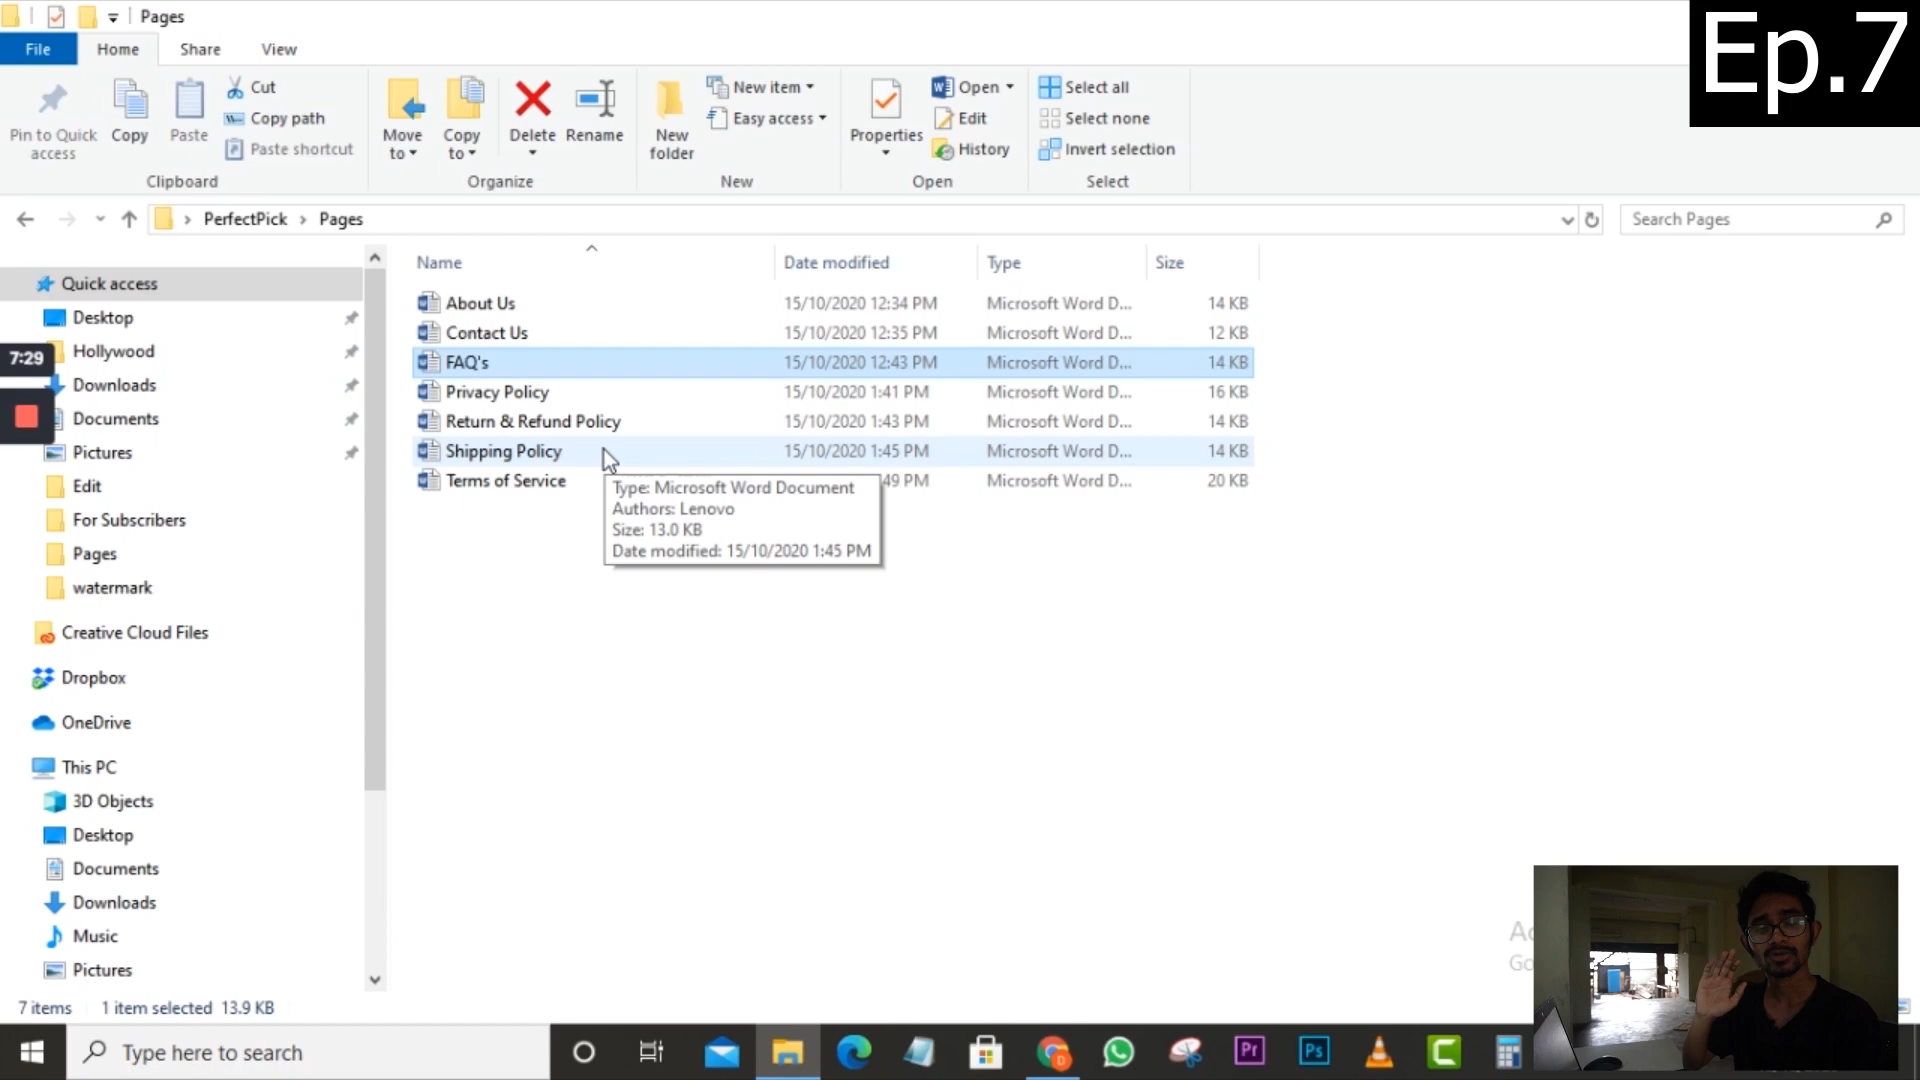 Pages
Ep.7
File
Home
Share
View
Pin to Quick access
Copy
Paste
Cut
Copy path
Paste shortcut
Clipboard
Move to
Copy to
Delete
Rename
Organize
New folder
New item
Easy access
New
Properties
Open
Edit
History
Open
Select all
Select none
Invert selection
Select
PerfectPick
Pages
Search Pages
Name
Date modified
Type
Size
About Us 15/10/2020 12:34 PM Microsoft Word D... 14 KB
Contact Us 15/10/2020 12:35 PM Microsoft Word D... 12 KB
FAQ's 15/10/2020 12:43 PM Microsoft Word D... 14 KB
Privacy Policy 15/10/2020 1:41 PM Microsoft Word D... 16 KB
Return & Refund Policy 15/10/2020 1:43 PM Microsoft Word D... 14 KB
Shipping Policy 15/10/2020 1:45 PM Microsoft Word D... 14 KB
Terms of Service :49 PM Microsoft Word D... 20 KB
Type: Microsoft Word Document
Authors: Lenovo
Size: 13.0 KB
Date modified: 15/10/2020 1:45 PM
Quick access
Desktop
Hollywood
7:29
Downloads
Documents
Pictures
Edit
For Subscribers
Pages
watermark
Creative Cloud Files
Dropbox
OneDrive
This PC
3D Objects
Desktop
Documents
Downloads
Music
Pictures
7 items
1 item selected 13.9 KB
Type here to search
Pr
Ps